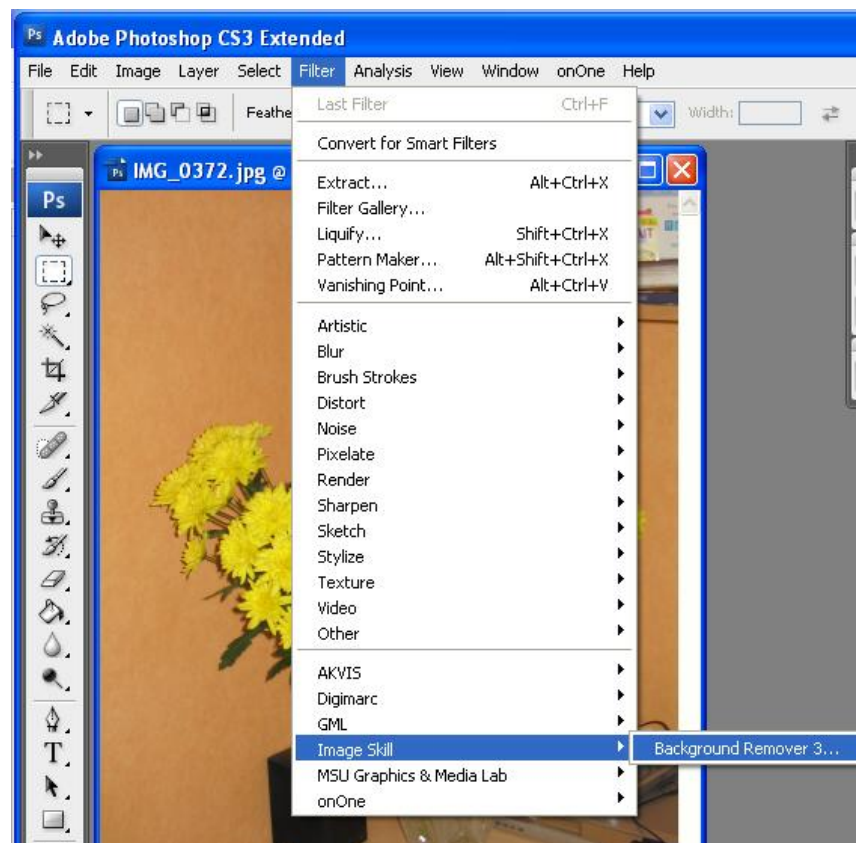 Ps Adobe Photoshop CS3 Extended
File Edit Image Layer Select Filter Analysis View Window onOne Help
Feathe
Width:
Last Filter Ctrl+F
Convert for Smart Filters
IMG_0372.jpg @
Ps
Extract... Alt+Ctrl+X
Filter Gallery...
Liquify... Shift+Ctrl+X
Pattern Maker... Alt+Shift+Ctrl+X
Vanishing Point... Alt+Ctrl+V
Artistic
Blur
Brush Strokes
Distort
Noise
Pixelate
Render
Sharpen
Sketch
Stylize
Texture
Video
Other
AKVIS
Digimarc
GML
Image Skill
Background Remover 3...
MSU Graphics & Media Lab
onOne
T